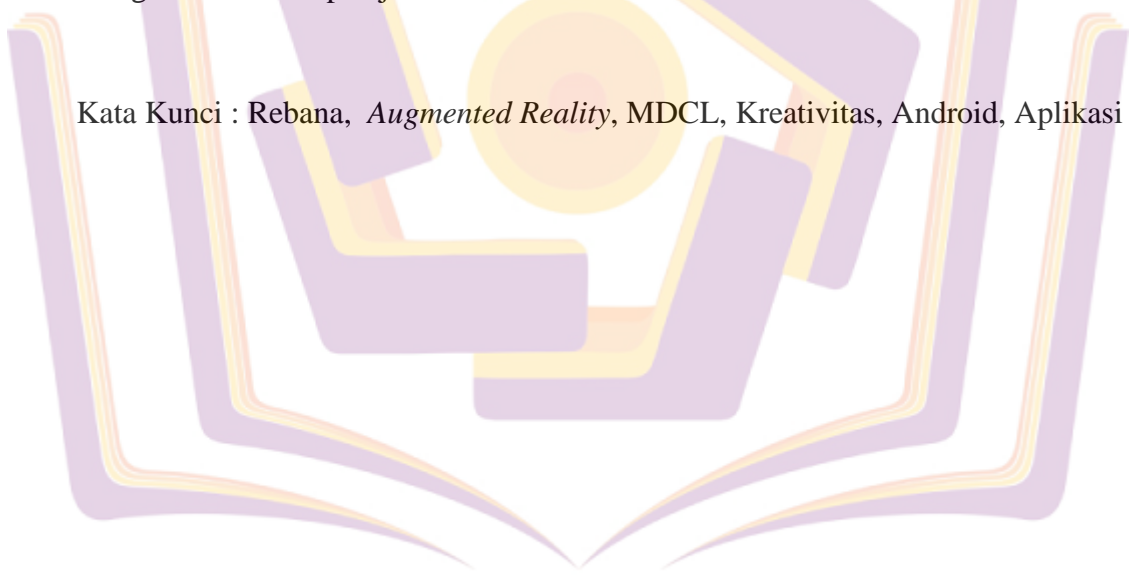 Kata Kunci : Rebana, Augmented Reality, MDCL, Kreativitas, Android, Aplikasi